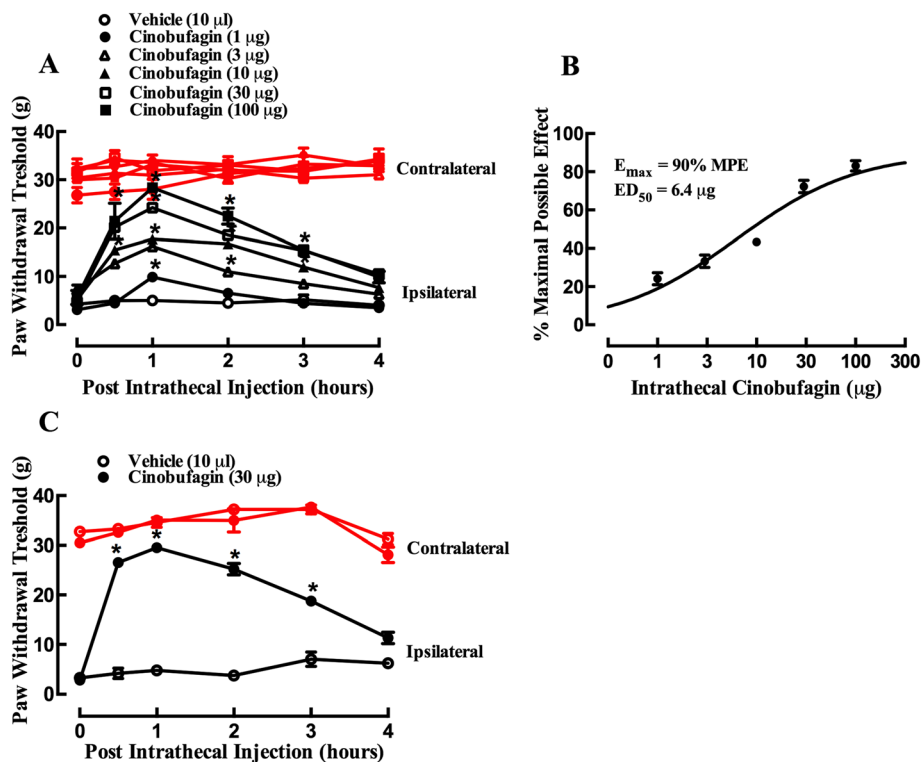 A
Vehicle (10 μl)
Cinobufagin (1 μg)
Cinobufagin (3 μg)
Cinobufagin (10 μg)
Cinobufagin (30 μg)
Cinobufagin (100 μg)
Paw Withdrawal Treshold (g)
40
30
20
10
0
* * * * * * * * * * * *
Contralateral
Ipsilateral
0 1 2 3 4
Post Intrathecal Injection (hours)
B
% Maximal Possible Effect
100
80
60
40
20
0
Emax = 90% MPE
ED50 = 6.4 μg
0 1 3 10 30 100 300
Intrathecal Cinobufagin (μg)
C
Vehicle (10 μl)
Cinobufagin (30 μg)
Paw Withdrawal Treshold (g)
40
30
20
10
0
* * * *
Contralateral
Ipsilateral
0 1 2 3 4
Post Intrathecal Injection (hours)